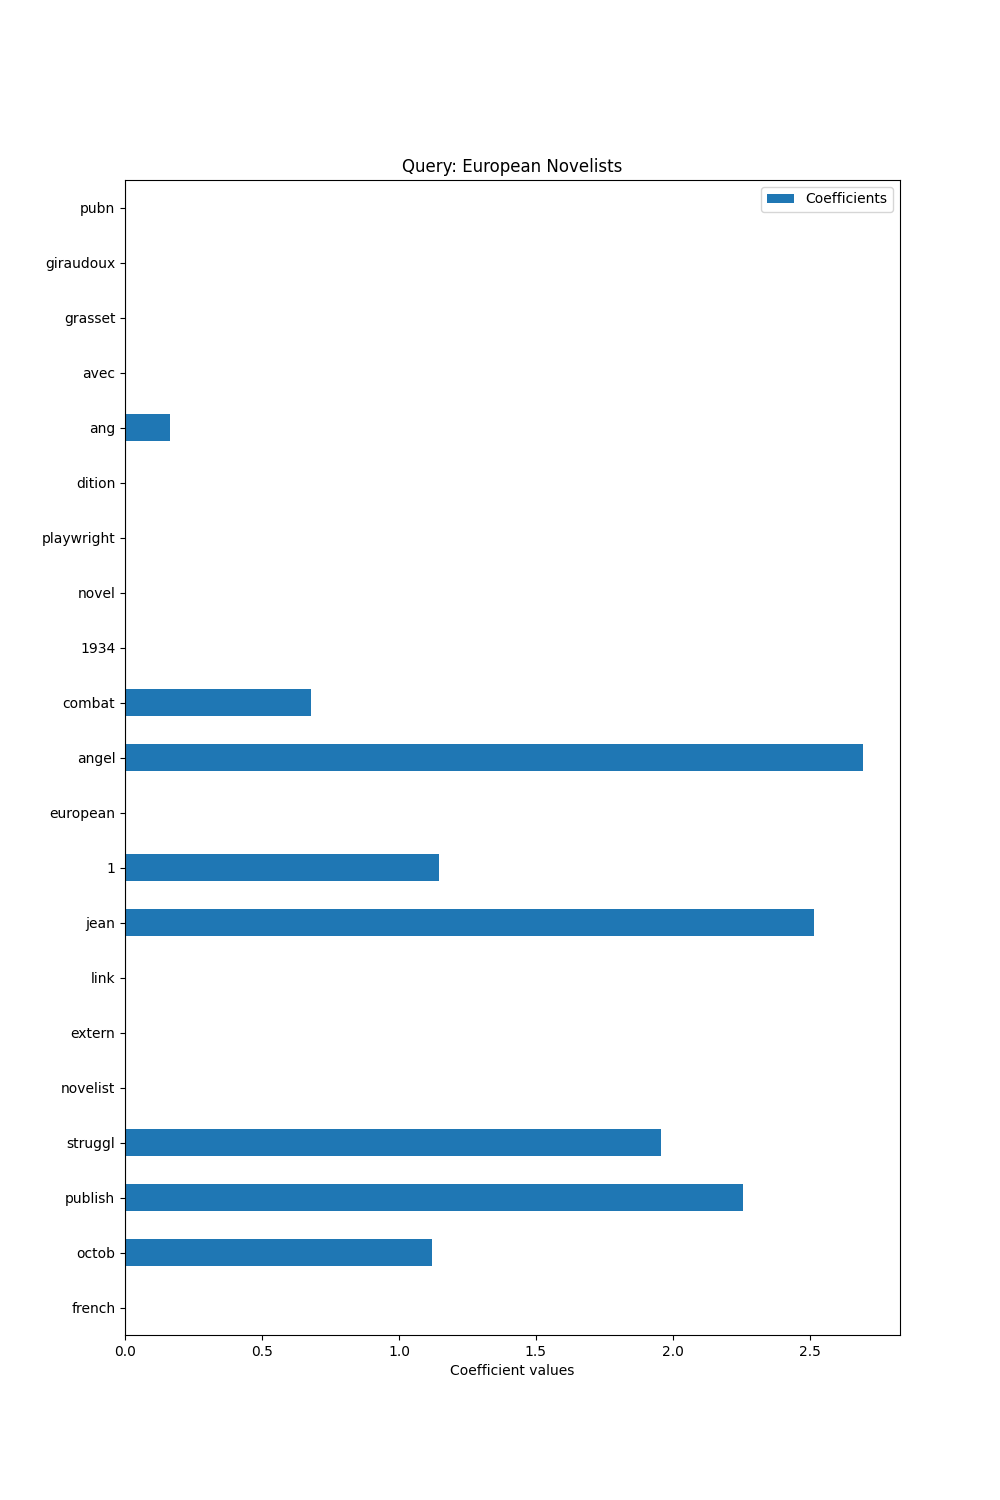 Query: European Novelists
Coefficients
pubn
giraudoux
grasset
avec
ang
dition
playwright
novel
1934
combat
angel
european
1
jean
link
extern
novelist
struggl
publish
octob
french
0.0 0.5 1.0 1.5 2.0 2.5
Coefficient values